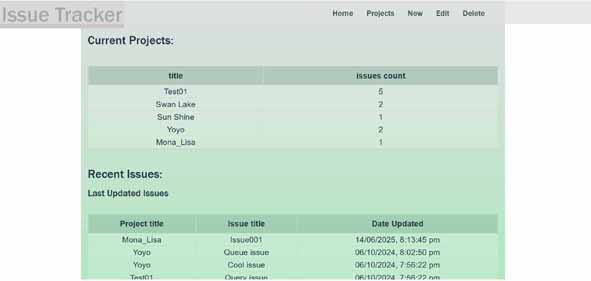 Issue Tracker
Home Projects New Edit Delete
Current Projects:
title issues count
Test01 5
Swan Lake 2
Sun Shine 1
Yoyo 2
Mona_Lisa 1
Recent Issues:
Last Updated Issues
Project title Issue title Date Updated
Mona_Lisa Issue001 14/06/2025, 8:13:45 pm
Yoyo Queue issue 06/10/2024, 8:02:50 pm
Yoyo Cool issue 06/10/2024, 7:56:22 pm
Test01 Query issue 06/10/2024, 7:56:22 pm